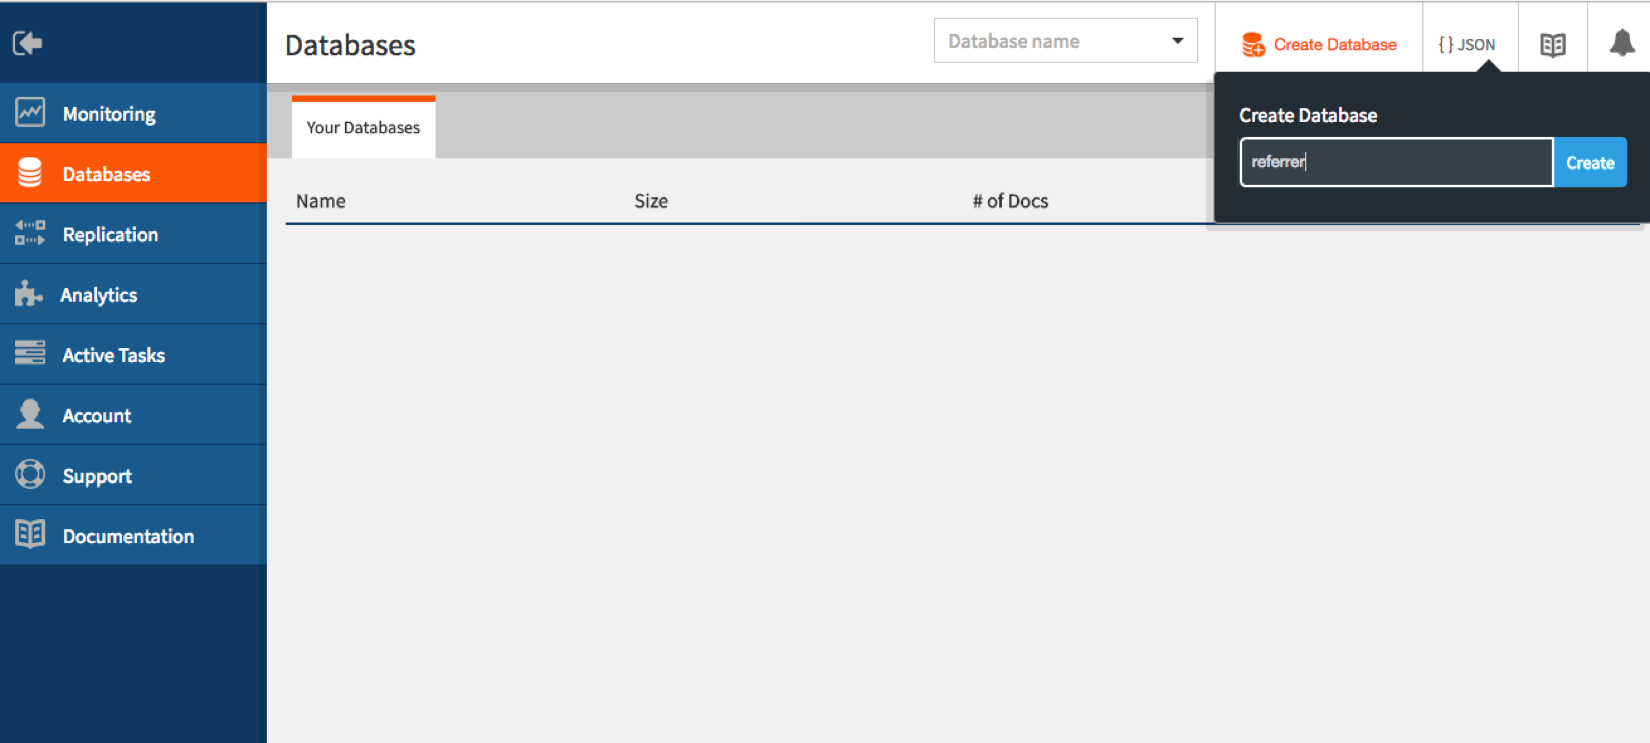 Databases
Database name
Create Database
{ } JSON
Monitoring
Databases
Replication
Analytics
Active Tasks
Account
Support
Documentation
Your Databases
Name
Size
# of Docs
Create Database
referrer
Create